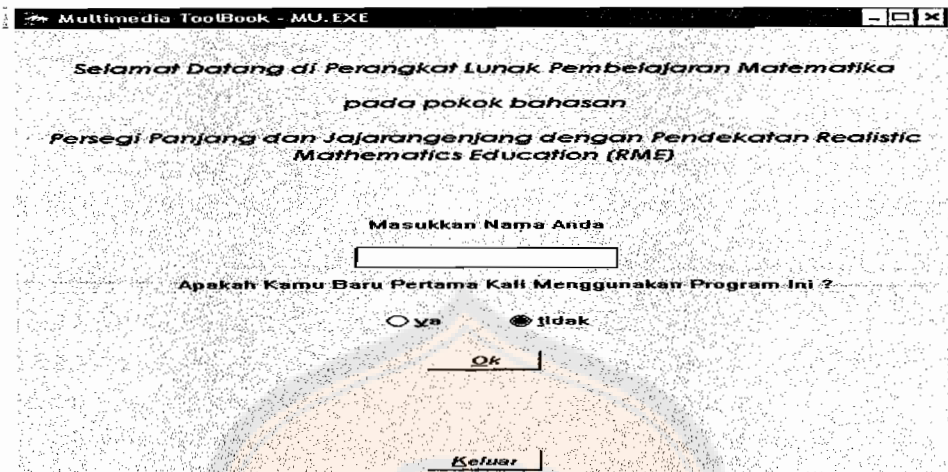 Multimedia ToolBook - MU.EXE
Selamat Datang di Perangkat Lunak Pembelajaran Matematika
pada pokok bahasan
Persegi Panjang dan Jajarangenjang dengan Pendekatan Realistic
Mathematics Education (RME)
Masukkan Nama Anda
Apakah Kamu Baru Pertama Kali Menggunakan Program Ini ?
ya tidak
Ok
Keluar